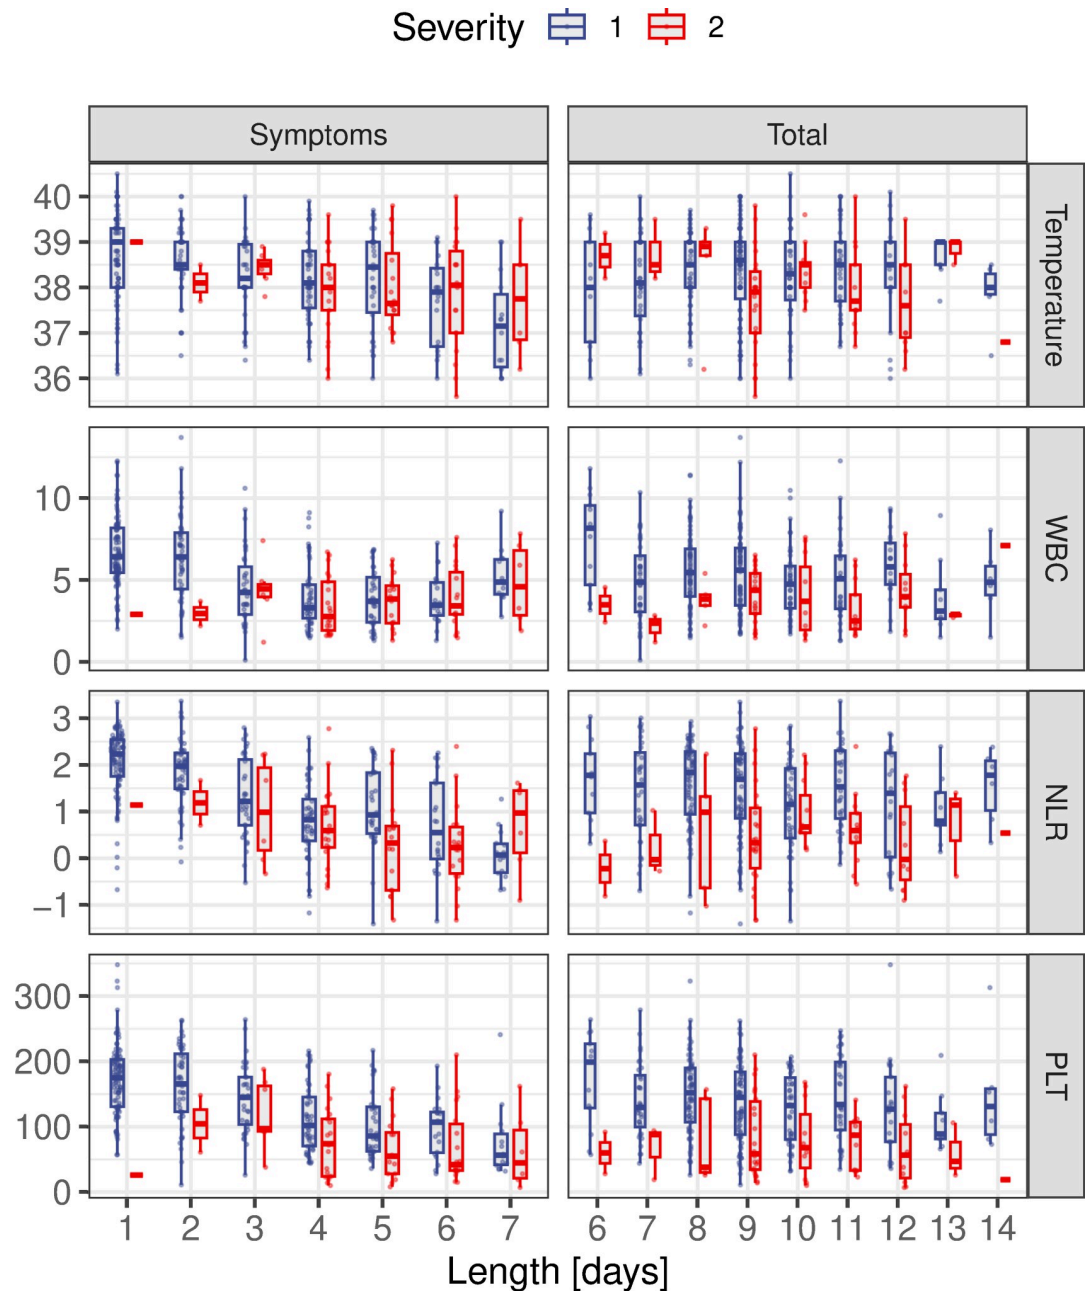 Severity 1 2
Symptoms Total
Temperature
40
39
38
37
36
WBC
10
5
0
NLR
3
2
1
0
−1
PLT
300
200
100
0
1 2 3 4 5 6 7 6 7 8 9 10 11 12 13 14
Length [days]